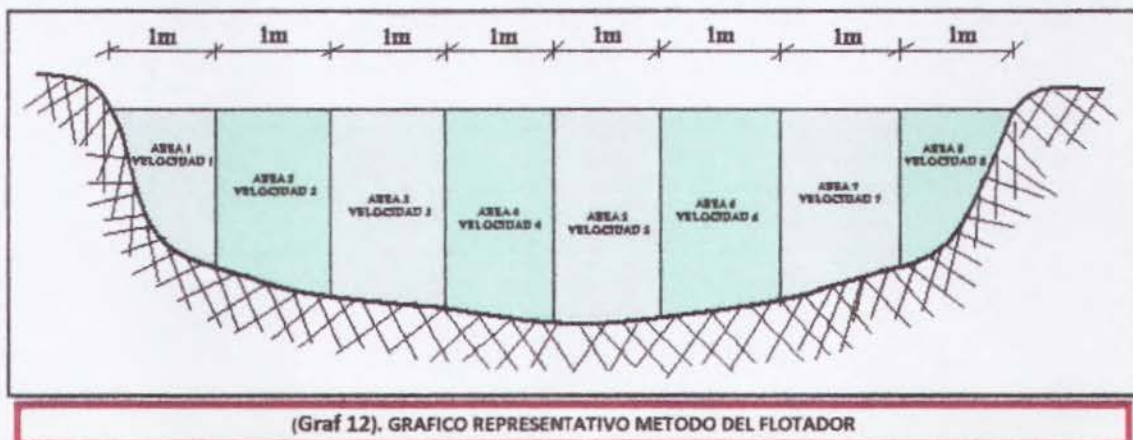 1m 1m 1m 1m 1m 1m 1m 1m
AREA 1
VELOCIDAD 1
AREA 2
VELOCIDAD 2
AREA 3
VELOCIDAD 3
AREA 4
VELOCIDAD 4
AREA 5
VELOCIDAD 5
AREA 6
VELOCIDAD 6
AREA 7
VELOCIDAD 7
AREA 8
VELOCIDAD 8
(Graf 12). GRAFICO REPRESENTATIVO METODO DEL FLOTADOR